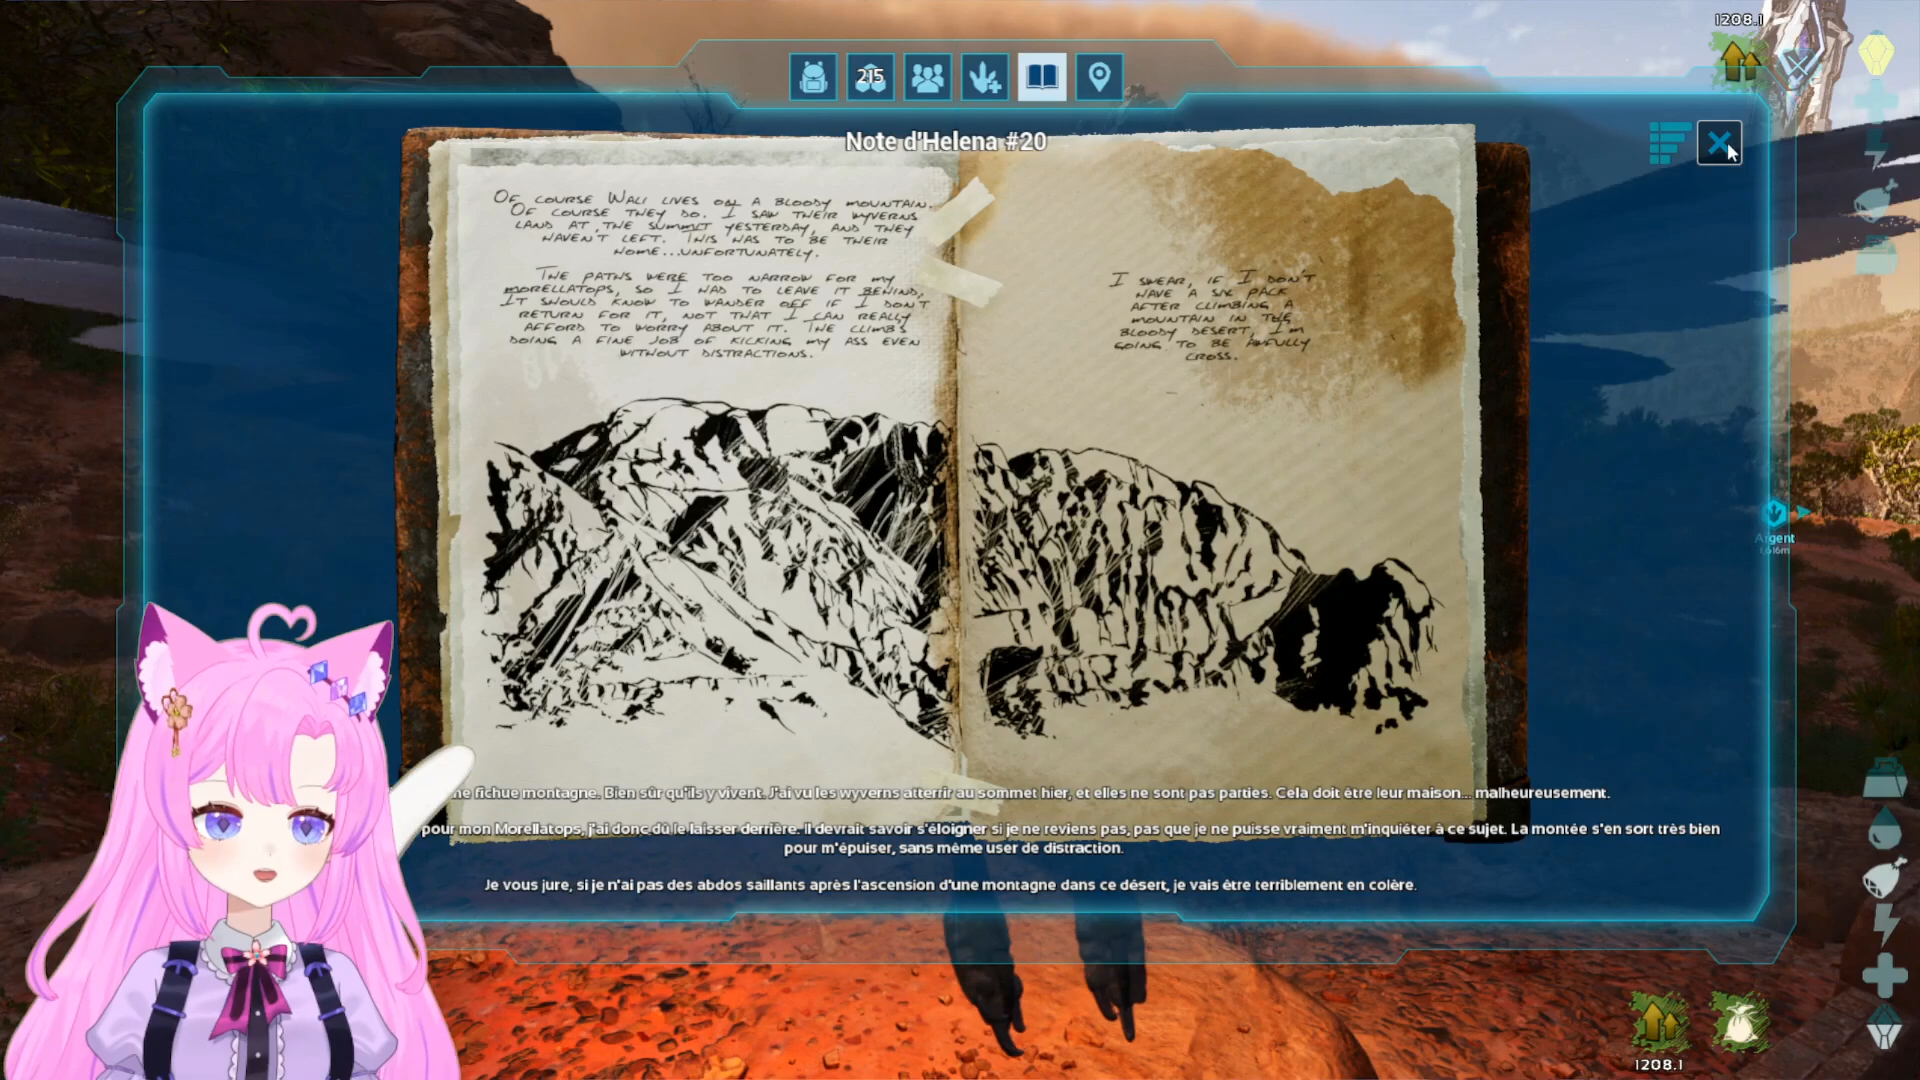 1208.1
215
Note d'Helena #20
OF COURSE WALI LIVES ON A BLOODY MOUNTAIN.
OF COURSE THEY DO. I SAW THEIR WYVERNS
LAND AT THE SUMMIT YESTERDAY, AND THEY
HAVEN'T LEFT. THIS HAS TO BE THEIR
HOME...UNFORTUNATELY.
THE PATHS WERE TOO NARROW FOR MY
MORELLATOPS, SO I HAD TO LEAVE IT BEHIND.
IT SHOULD KNOW TO WANDER OFF IF I DON'T
RETURN FOR IT, NOT THAT I CAN REALLY
AFFORD TO WORRY ABOUT IT. THE CLIMB'S
DOING A FINE JOB OF KICKING MY ASS EVEN
WITHOUT DISTRACTIONS.
I SWEAR, IF I DON'T
HAVE A SIX PACK
AFTER CLIMBING A
MOUNTAIN IN THE
BLOODY DESERT, I'M
GOING TO BE AWFULLY
CROSS.
Argent
ne fichue montagne. Bien sûr qu'ils y vivent. J'ai vu les wyverns atterrir au sommet hier, et elles ne sont pas parties. Cela doit être leur maison... malheureusement.
pour mon Morellatops, j'ai donc dû le laisser derrière. Il devrait savoir s'éloigner si je ne reviens pas, pas que je ne puisse vraiment m'inquiéter à ce sujet. La montée s'en sort très bien
pour m'épuiser, sans même user de distraction.
Je vous jure, si je n'ai pas des abdos saillants après l'ascension d'une montagne dans ce désert, je vais être terriblement en colère.
1208.1